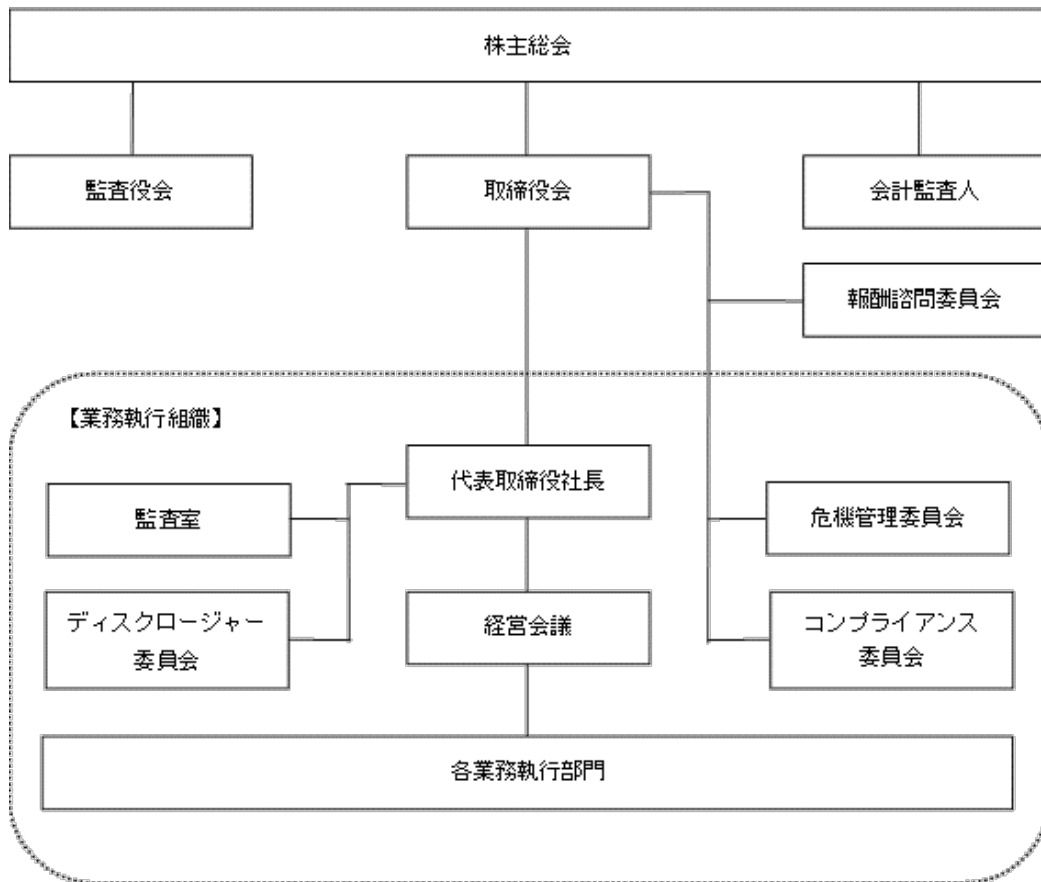 株主総会
監査役会
取締役会
会計監査人
報酬諮問委員会
【業務執行組織】
代表取締役社長
監査室
危機管理委員会
ディスクロージャー
委員会
経営会議
コンプライアンス
委員会
各業務執行部門